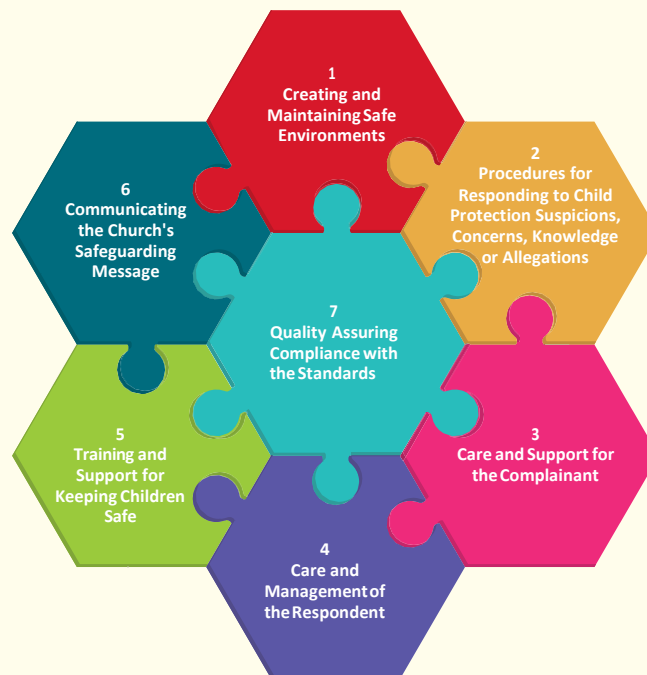 1
Creating and
Maintaining Safe
Environments
2
Procedures for
Responding to Child
Protection Suspicions,
Concerns, Knowledge
or Allegations
3
Care and Support for
the Complainant
4
Care and
Management of
the Respondent
5
Training and
Support for
Keeping Children
Safe
6
Communicating
the Church's
Safeguarding
Message
7
Quality Assuring
Compliance with
the Standards